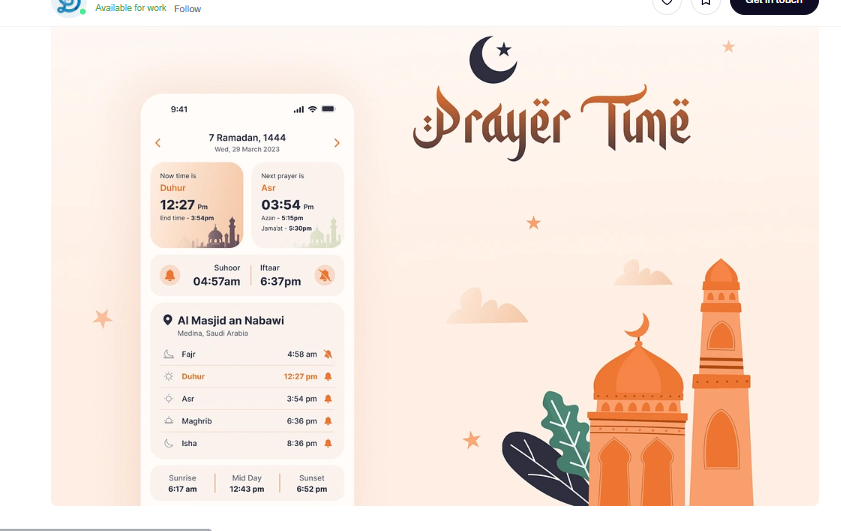 Available for work Follow
Get in touch
Prayër Timë
9:41
7 Ramadan, 1444
Wed, 29 March 2023
Now time is
Duhur
12:27 Pm
End time - 3:54pm
Next prayer is
Asr
03:54 Pm
Azan - 5:15pm
Jama'at - 5:30pm
Suhoor
04:57am
Iftaar
6:37pm
Al Masjid an Nabawi
Medina, Saudi Arabia
Fajr 4:58 am
Duhur 12:27 pm
Asr 3:54 pm
Maghrib 6:36 pm
Isha 8:36 pm
Sunrise Mid Day Sunset
6:17 am 12:43 pm 6:52 pm